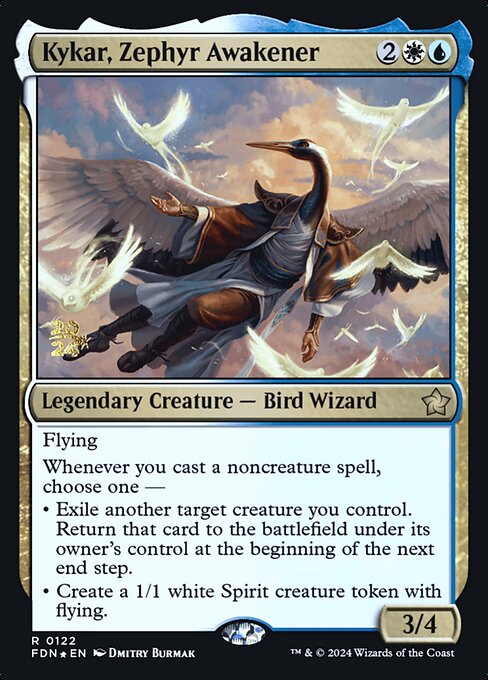 Kykar, Zephyr Awakener 2
Legendary Creature — Bird Wizard
Flying
Whenever you cast a noncreature spell,
choose one —
• Exile another target creature you control.
Return that card to the battlefield under its
owner's control at the beginning of the next
end step.
• Create a 1/1 white Spirit creature token with
flying.
3/4
R 0122
FDN★EN DMITRY BURMAK
™ & © 2024 Wizards of the Coast